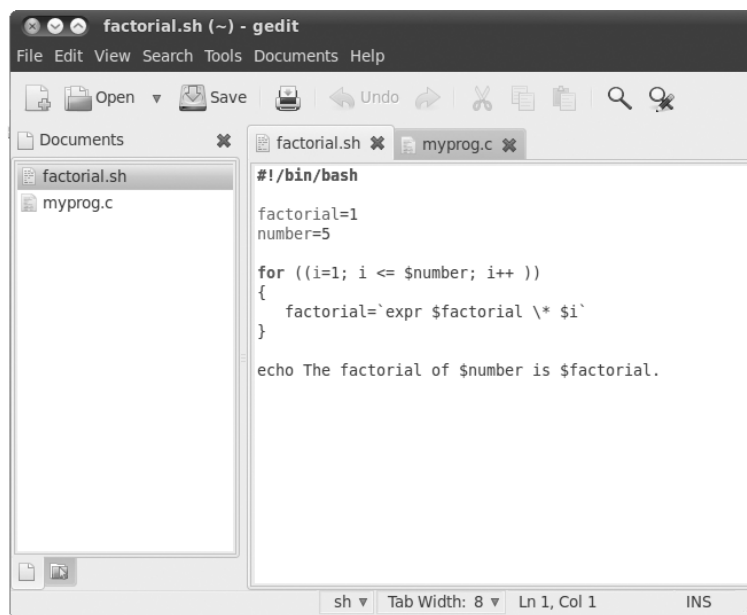 factorial.sh (~) - gedit
File Edit View Search Tools Documents Help
Open Save Undo
Documents
factorial.sh
myprog.c
factorial.sh myprog.c
#!/bin/bash
factorial=1
number=5
for ((i=1; i <= $number; i++ ))
{
factorial=`expr $factorial \* $i`
}
echo The factorial of $number is $factorial.
sh Tab Width: 8 Ln 1, Col 1 INS